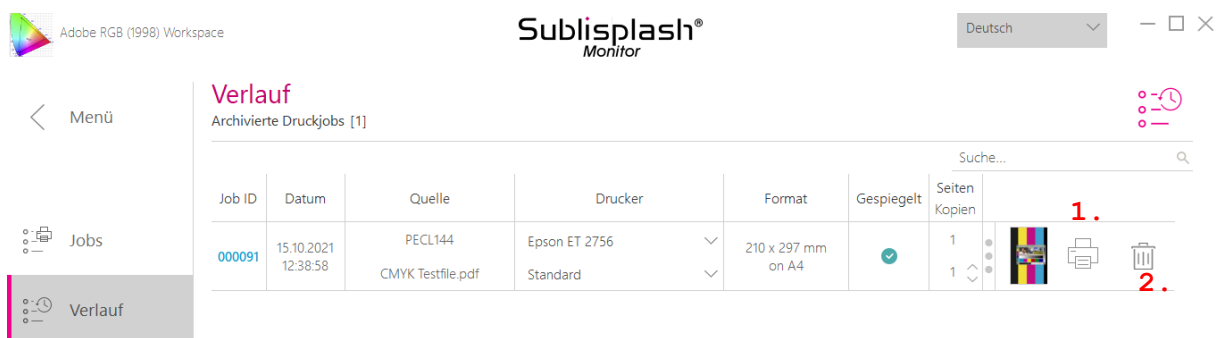 Adobe RGB (1998) Workspace
Sublisplash®
Monitor
Deutsch
Menü
Verlauf
Archivierte Druckjobs [1]
Suche...
Job ID Datum Quelle Drucker Format Gespiegelt Seiten
Kopien
1.
Jobs
000091
15.10.2021
12:38:58
PECL144
CMYK Testfile.pdf
Epson ET 2756
Standard
210 x 297 mm
on A4
1
1
2.
Verlauf